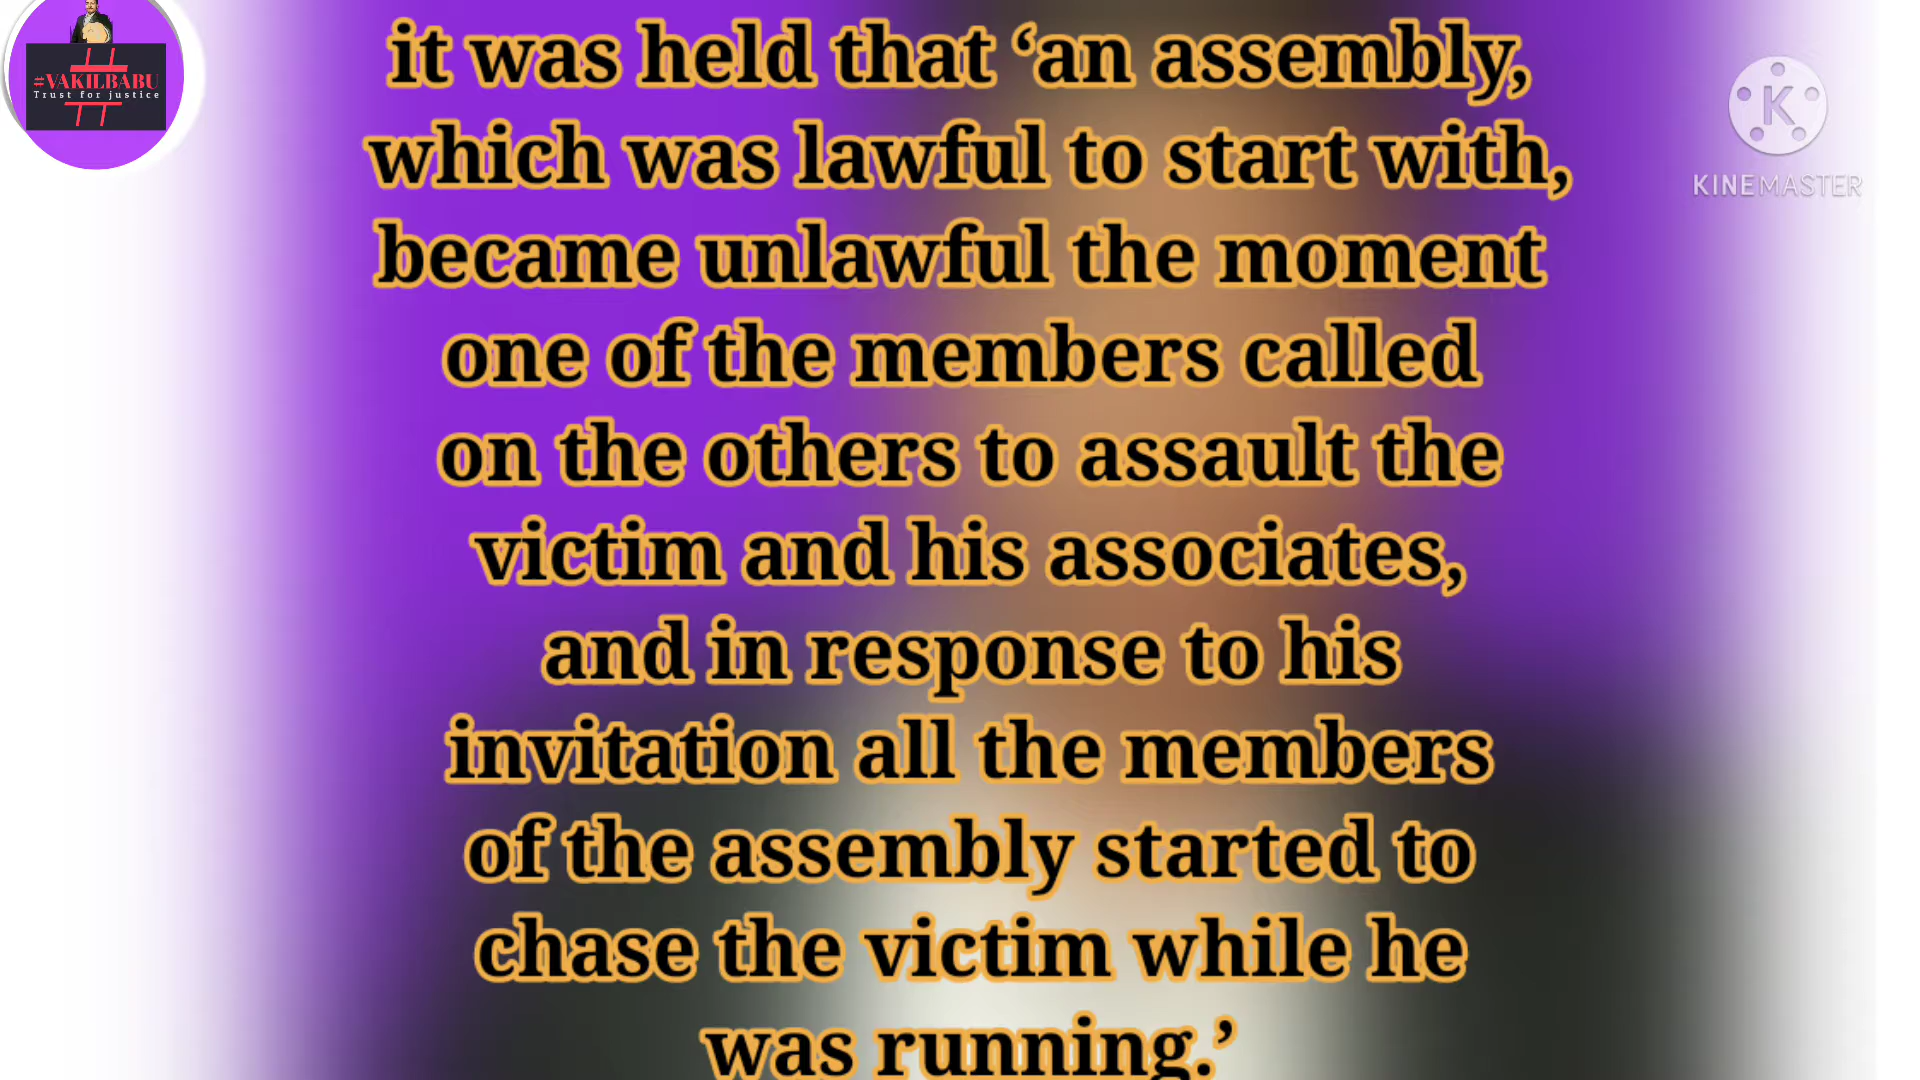 it was held that ‘an assembly,
which was lawful to start with,
became unlawful the moment
one of the members called
on the others to assault the
victim and his associates,
and in response to his
invitation all the members
of the assembly started to
chase the victim while he
was running.’
#VAKILBABU
Trust for justice
K
KINEMASTER